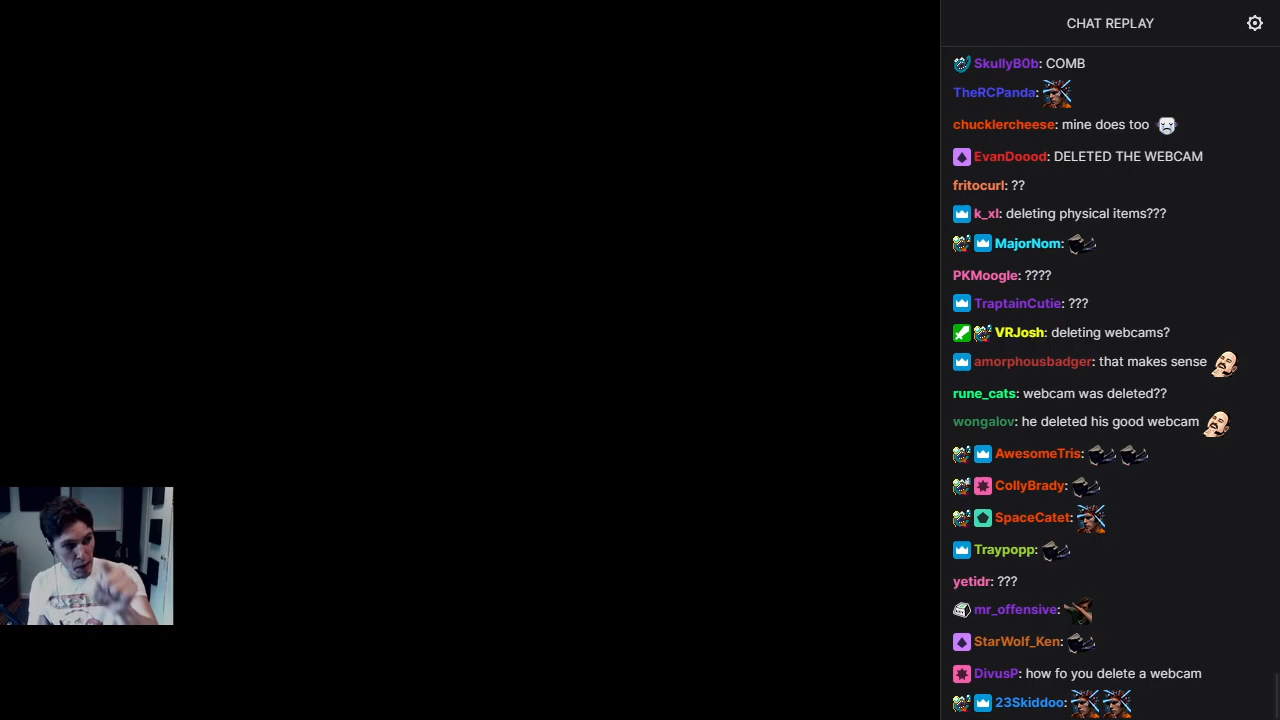 CHAT REPLAY
SkullyB0b: COMB
TheRCPanda:
chucklercheese: mine does too
EvanDoood: DELETED THE WEBCAM
fritocurl: ??
k_xl: deleting physical items???
MajorNom:
PKMoogle: ????
TraptainCutie: ???
VRJosh: deleting webcams?
amorphousbadger: that makes sense
rune_cats: webcam was deleted??
wongalov: he deleted his good webcam
AwesomeTris:
CollyBrady:
SpaceCatet:
Traypopp:
yetidr: ???
mr_offensive:
StarWolf_Ken:
DivusP: how fo you delete a webcam
23Skiddoo: